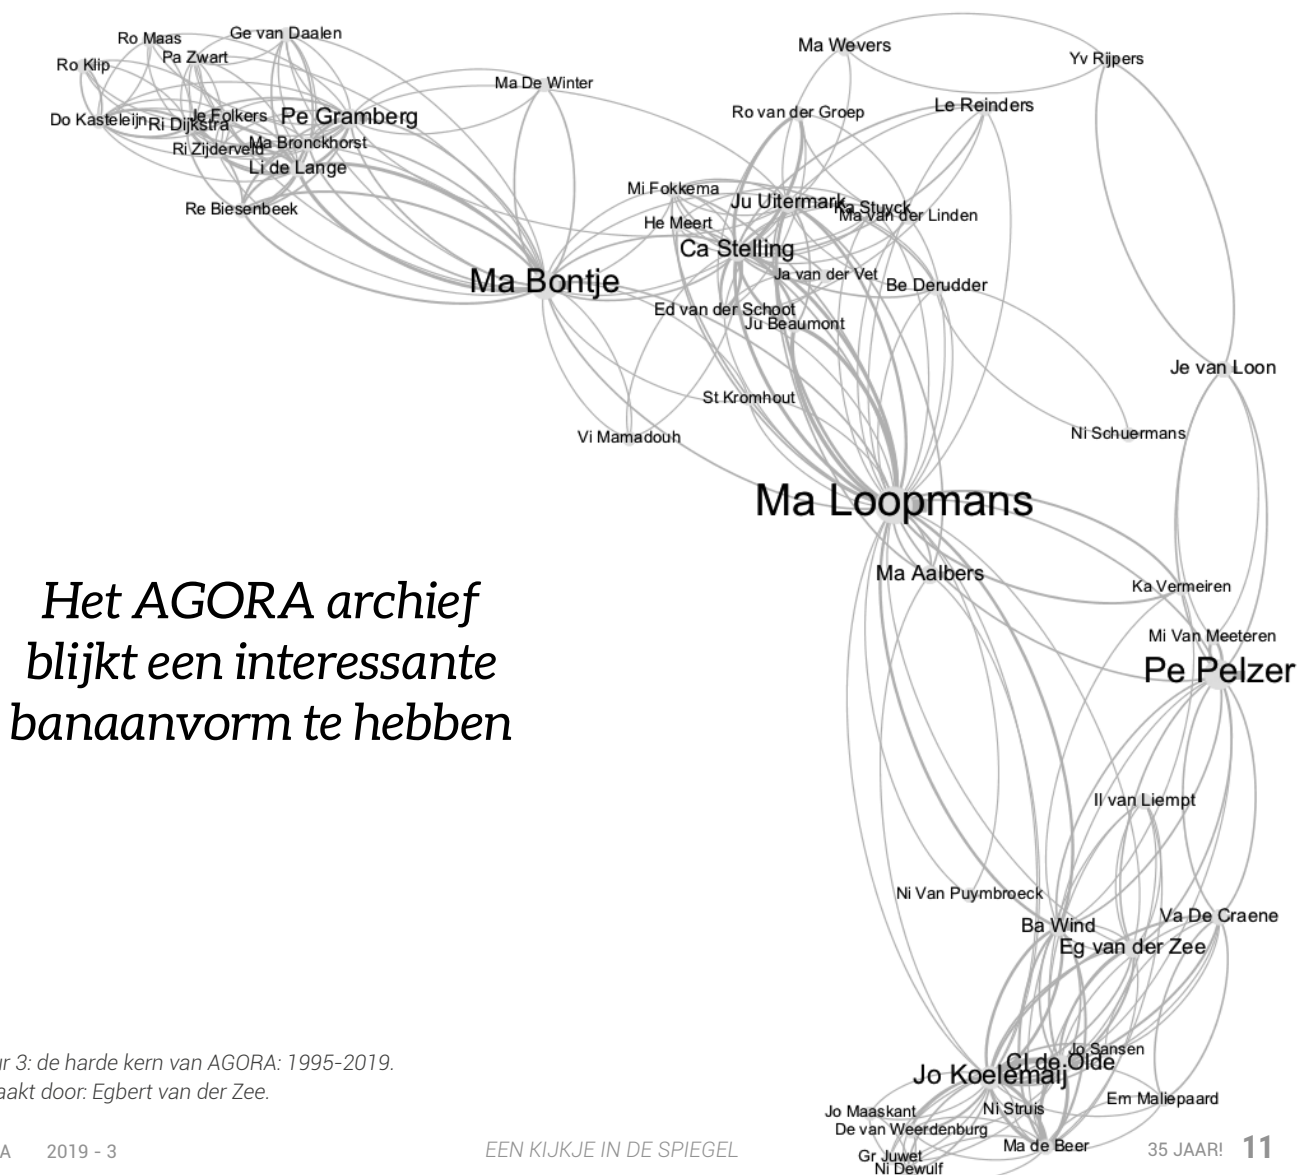 Ro Maas
Ge van Daalen
Pa Zwart
Ro Klip
Ma De Winter
Ma Wevers
Yv Rijpers
Do Kasteleijn
Ri Dijkstra
Je Folkers
Pe Gramberg
Ro van der Groep
Le Reinders
Ri Zijderveld
Ma Bronckhorst
Li de Lange
Mi Fokkema
Ju Uitermark
Ka Stuyck
Ma van der Linden
Re Biesenbeek
He Meert
Ca Stelling
Ma Bontje
Ja van der Vet
Be Derudder
Ed van der Schoot
Ju Beaumont
Je van Loon
St Kromhout
Vi Mamadouh
Ni Schuermans
Ma Loopmans
Ma Aalbers
Ka Vermeiren
Mi Van Meeteren
Pe Pelzer
Het AGORA archief
blijkt een interessante
banaanvorm te hebben
Il van Liempt
Ni Van Puymbroeck
Ba Wind
Va De Craene
Eg van der Zee
Jo Sansen
Cl de Olde
Jo Koelemaij
Em Maliepaard
Jo Maaskant
Ni Struis
De van Weerdenburg
Ma de Beer
Gr Juwet
Ni Dewulf
ur 3: de harde kern van AGORA: 1995-2019.
aakt door: Egbert van der Zee.
A 2019 - 3 EEN KIJKJE IN DE SPIEGEL 35 JAAR! 11